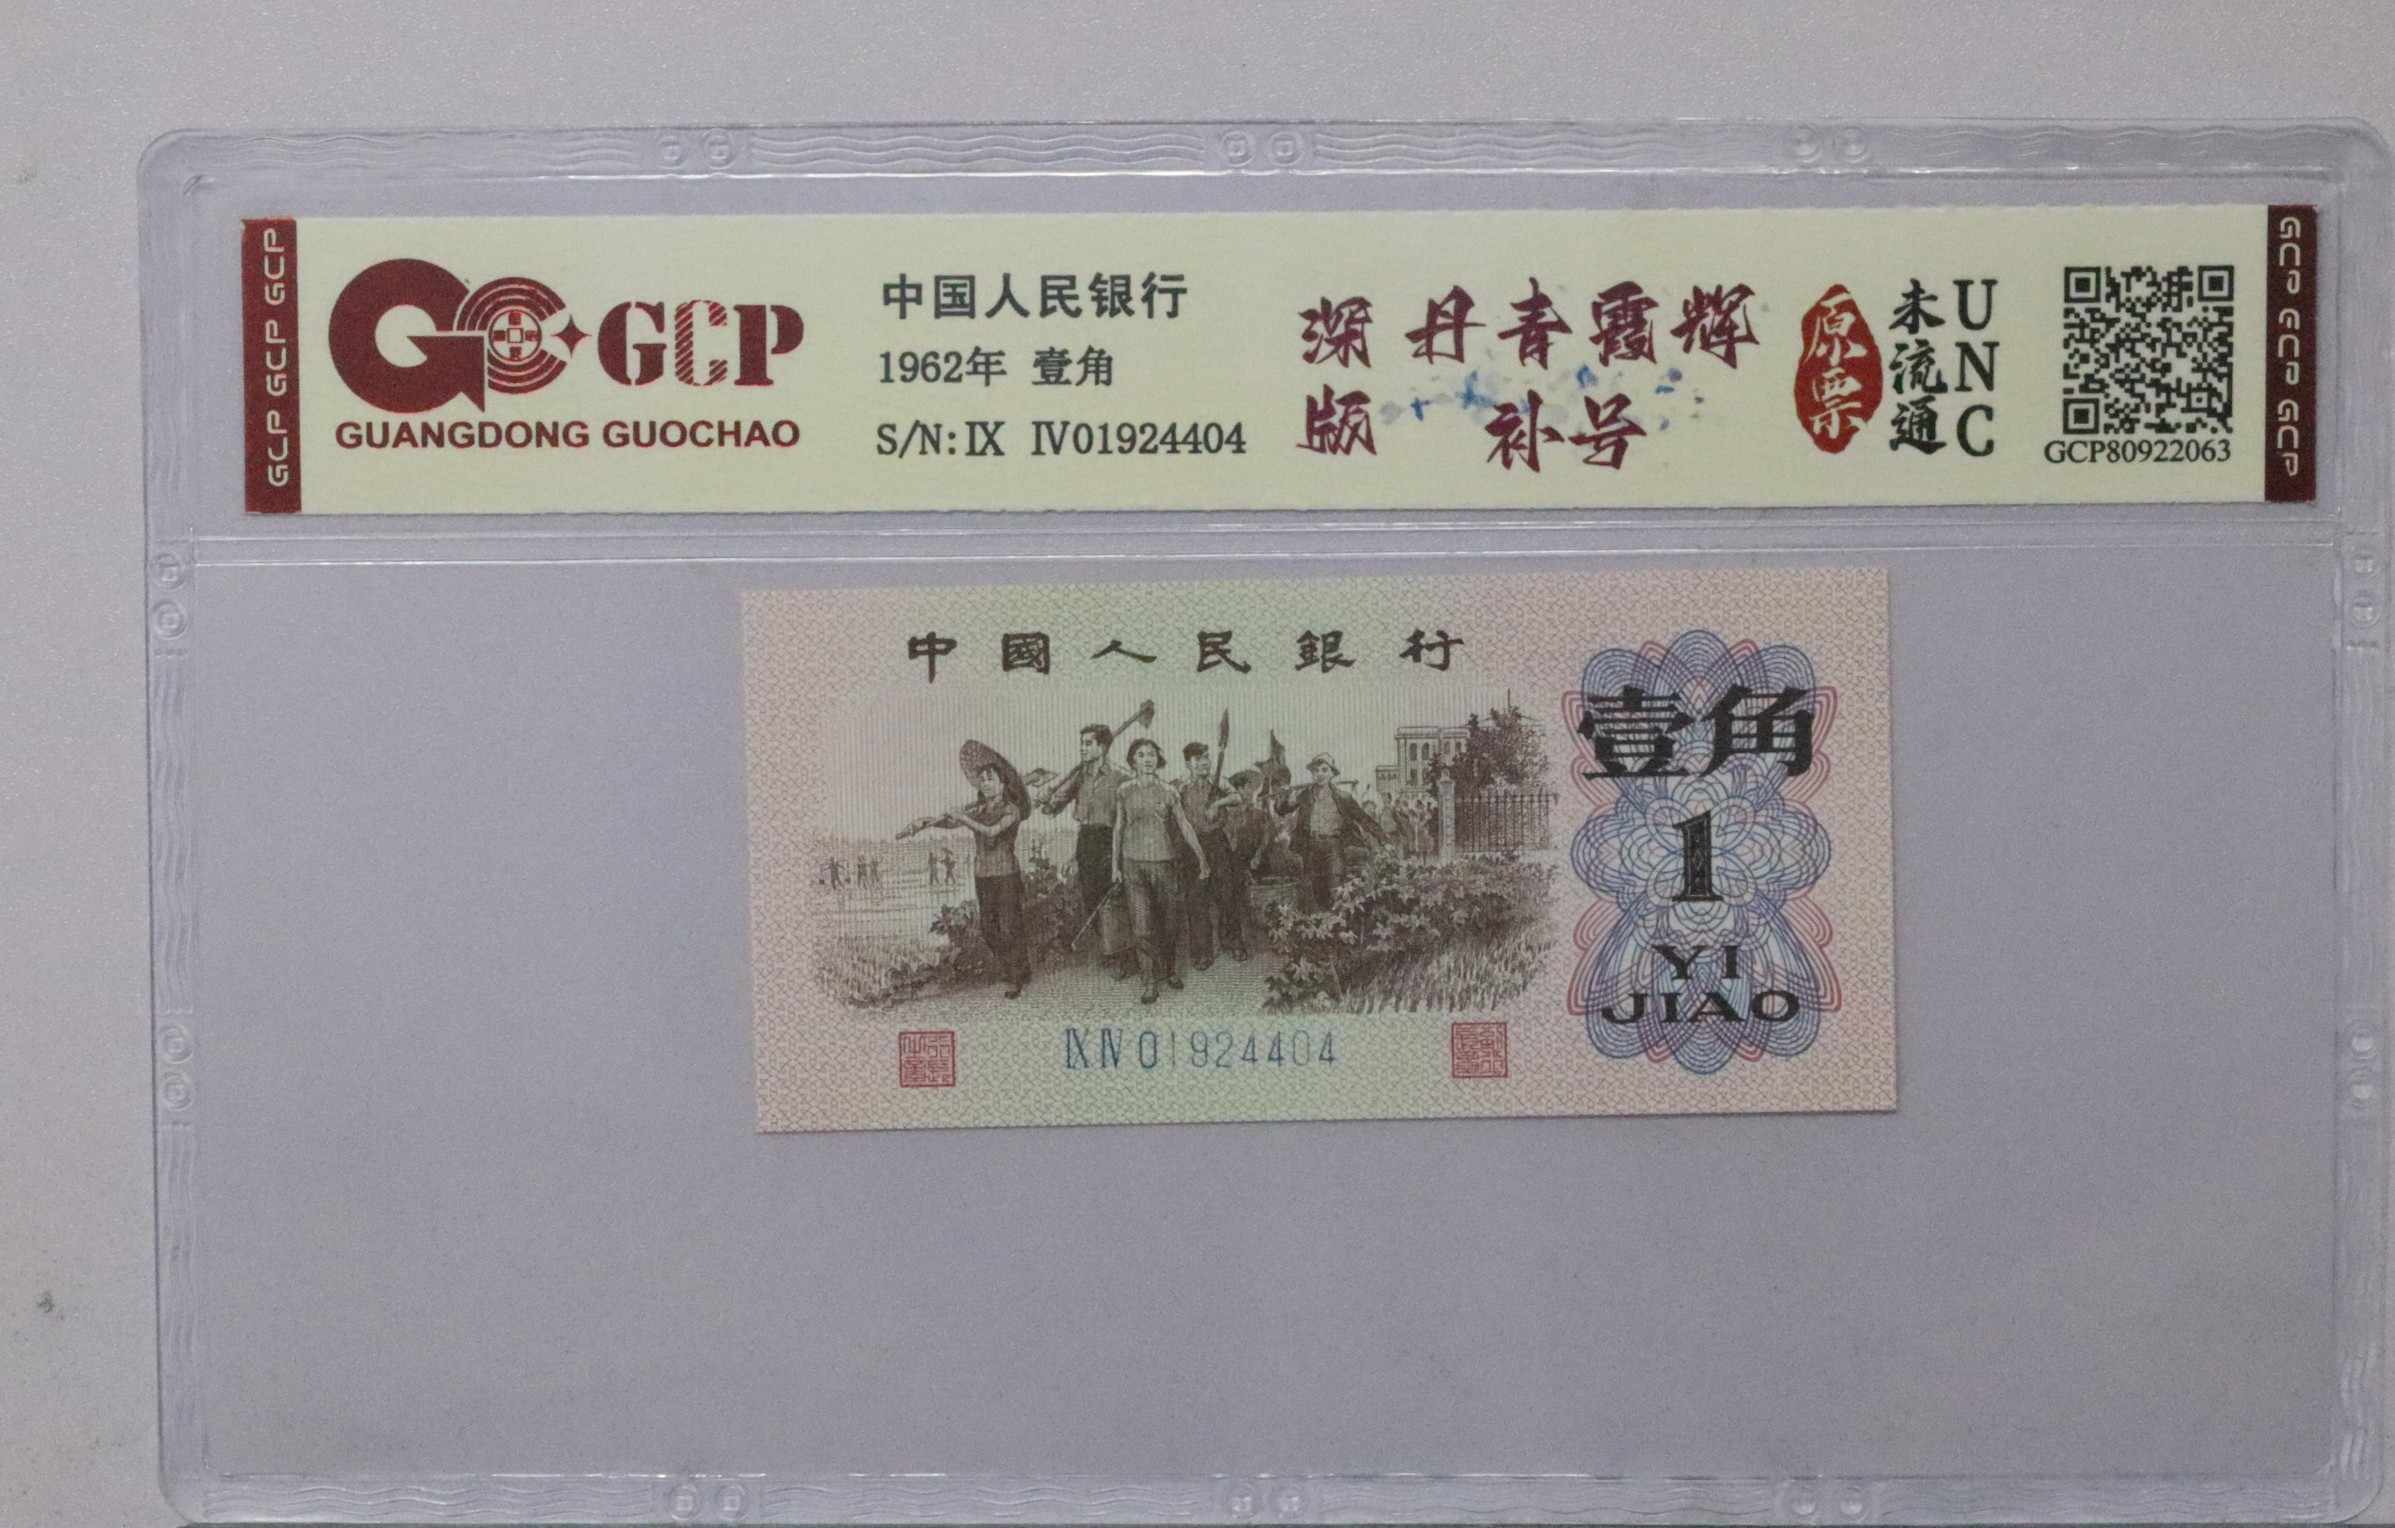 GCP GCP GCP
GCP
GUANGDONG GUOCHAO
中国人民银行
1962年 壹角
S/N:IX IV01924404
深版
丹青霞辉
补号
原票
未流通
UNC
GCP80922063
GCP GCP GCP
中國人民銀行
壹角
1
YI
JIAO
IX IV 01924404